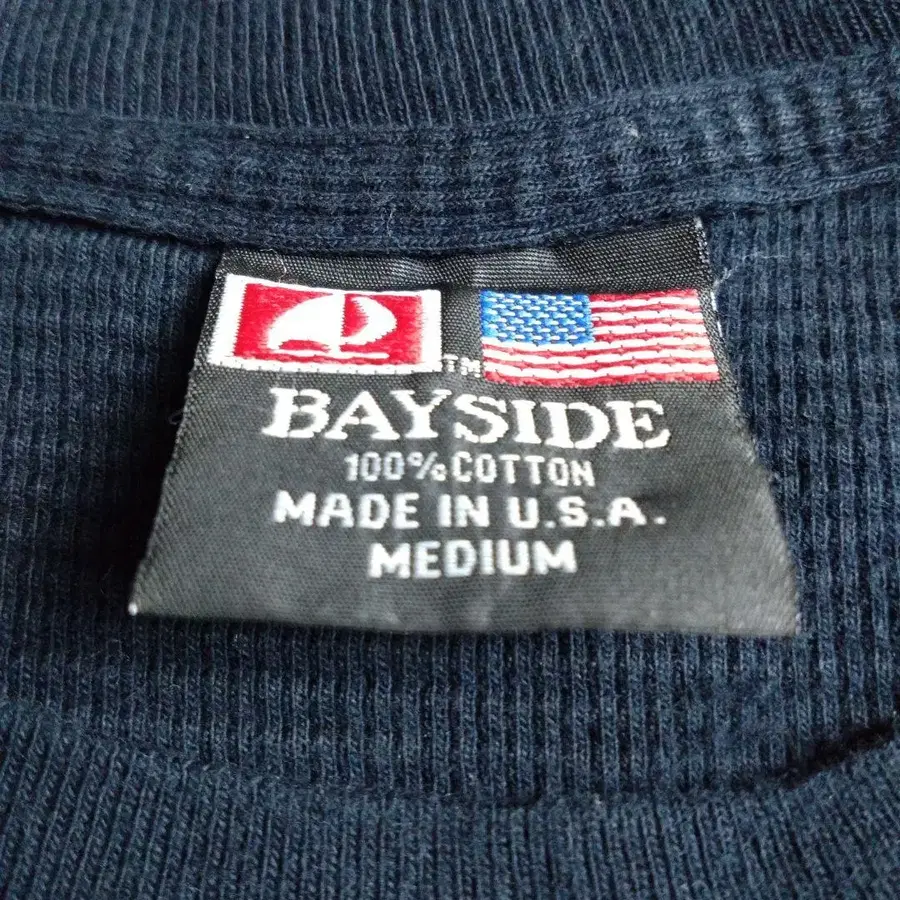 TM
BAYSIDE
100% COTTON
MADE IN U.S.A.
MEDIUM